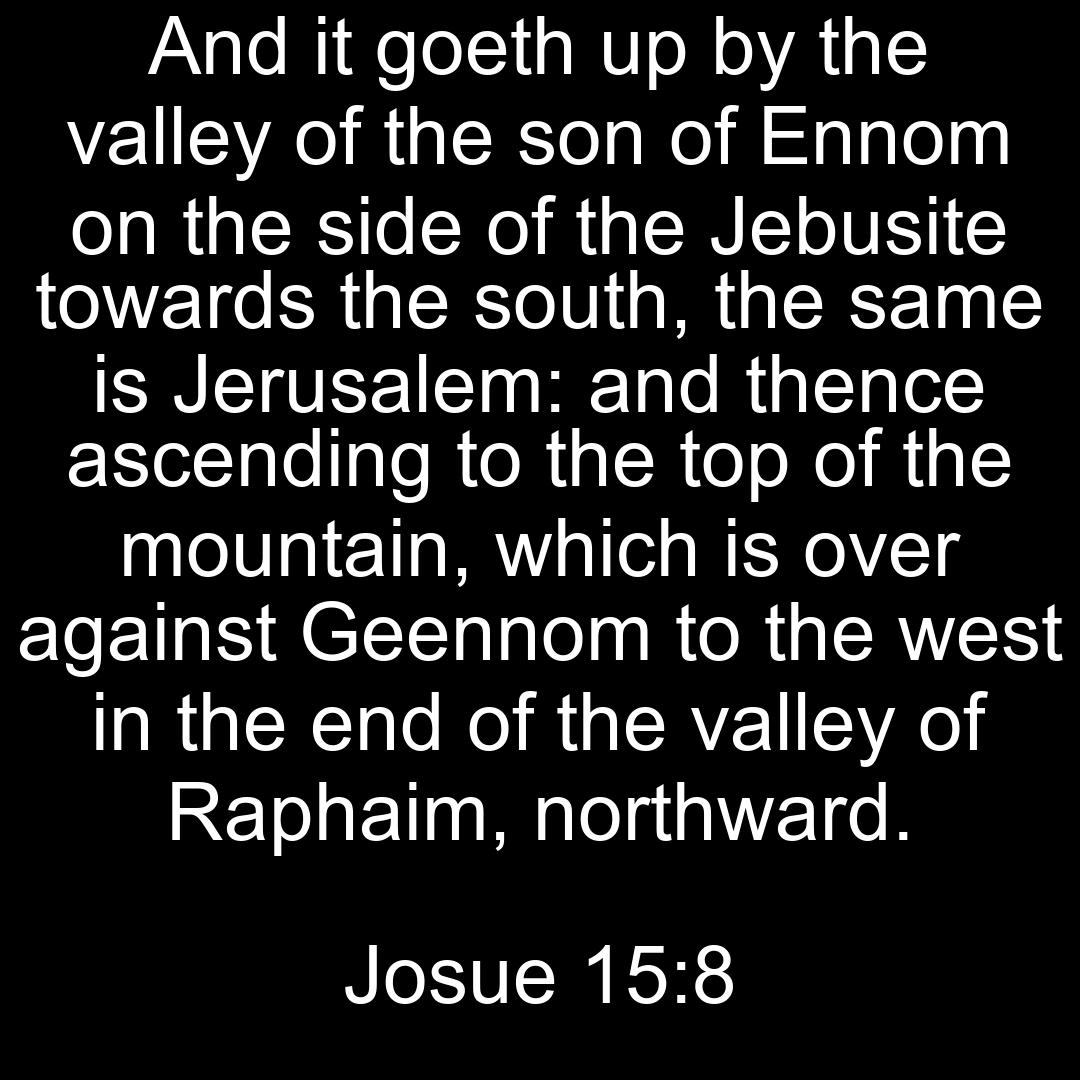 And it goeth up by the
valley of the son of Ennom
on the side of the Jebusite
towards the south, the same
is Jerusalem: and thence
ascending to the top of the
mountain, which is over
against Geennom to the west
in the end of the valley of
Raphaim, northward.
Josue 15:8